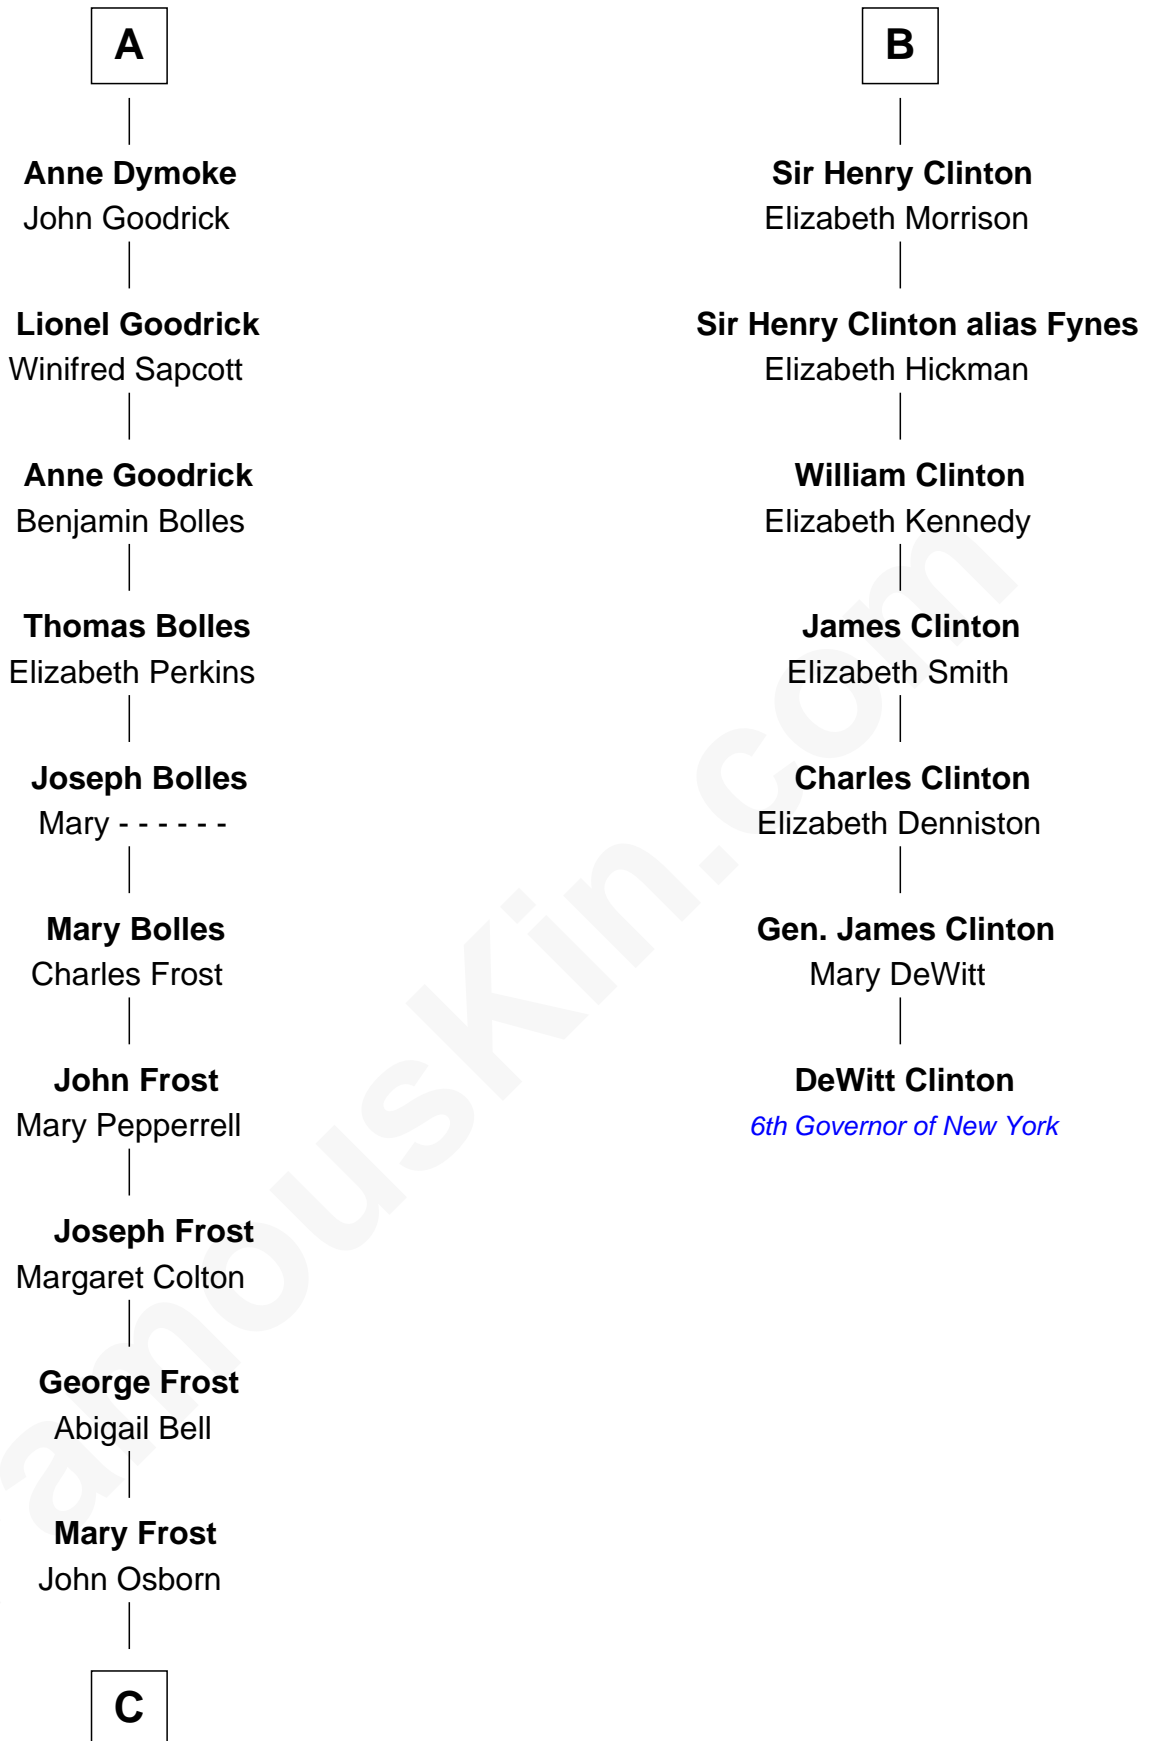 A
Anne Dymoke
John Goodrick
Lionel Goodrick
Winifred Sapcott
Anne Goodrick
Benjamin Bolles
Thomas Bolles
Elizabeth Perkins
Joseph Bolles
Mary - - - - - -
Mary Bolles
Charles Frost
John Frost
Mary Pepperrell
Joseph Frost
Margaret Colton
George Frost
Abigail Bell
Mary Frost
John Osborn
C
B
Sir Henry Clinton
Elizabeth Morrison
Sir Henry Clinton alias Fynes
Elizabeth Hickman
William Clinton
Elizabeth Kennedy
James Clinton
Elizabeth Smith
Charles Clinton
Elizabeth Denniston
Gen. James Clinton
Mary DeWitt
DeWitt Clinton
6th Governor of New York
amouskin.com